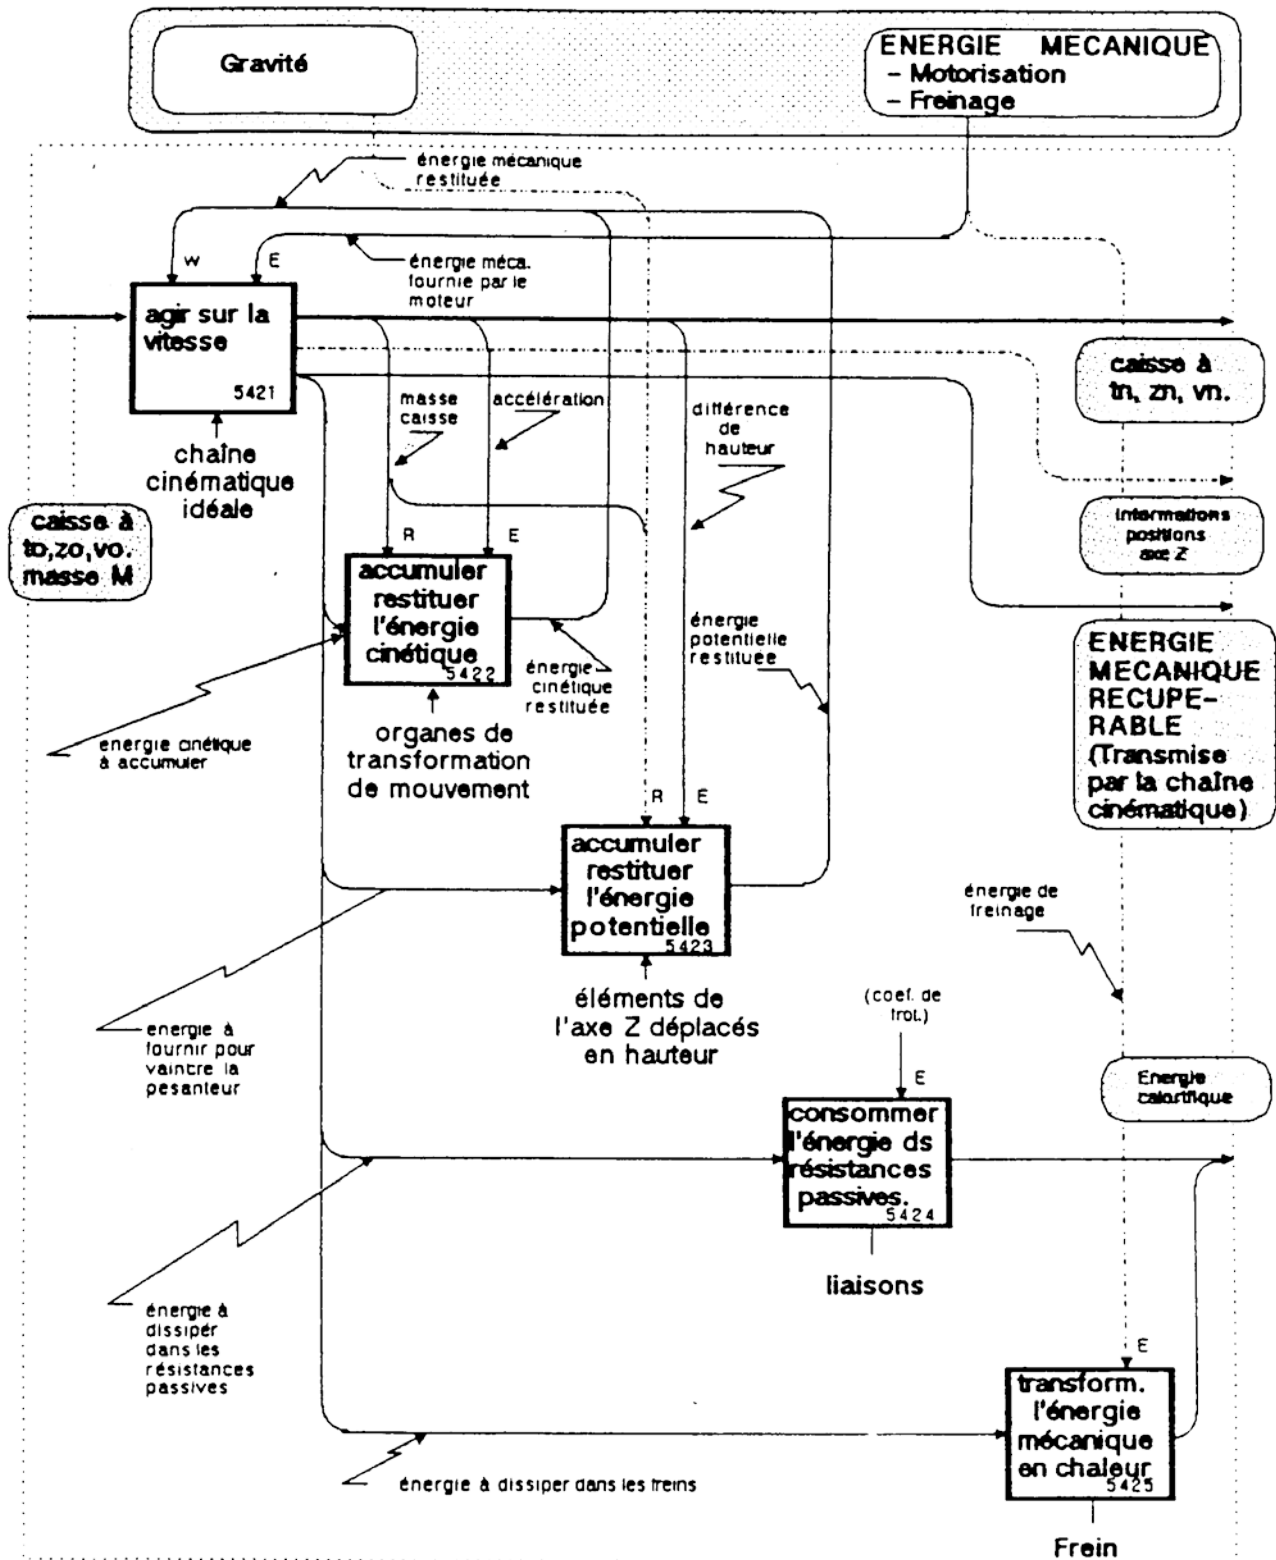 Gravité
ENERGIE MECANIQUE
- Motorisation
- Freinage
énergie mécanique
restituée
W
E
énergie méca.
fournie par le
moteur
agir sur la
vitesse
5421
chaîne
cinématique
idéale
masse
caisse
accélération
différence
de
hauteur
caisse à
tn, zn, vn.
caisse à
to,zo,vo.
masse M
Informations
positions
axe Z
R
E
accumuler
restituer
l'énergie
cinétique
5422
énergie
cinétique
restituée
énergie
potentielle
restituée
ENERGIE
MECANIQUE
RECUPE-
RABLE
(Transmise
par la chaîne
cinématique)
energie cinétique
à accumuler
organes de
transformation
de mouvement
R
E
accumuler
restituer
l'énergie
potentielle
5423
énergie de
freinage
éléments de
l'axe Z déplacés
en hauteur
(coef. de
frot.)
energie à
fournir pour
vaincre la
pesanteur
E
Energie
calorifique
consommer
l'énergie ds
résistances
passives.
5424
liaisons
énergie à
dissipér
dans les
résistances
passives
E
transform.
l'énergie
mécanique
en chaleur
5425
énergie à dissiper dans les freins
Frein